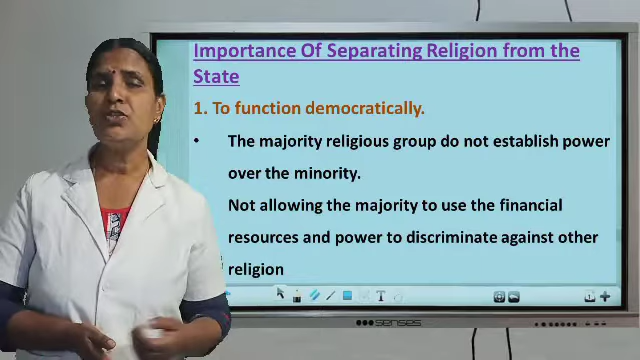 Importance Of Separating Religion from the
State
1. To function democratically.
• The majority religious group do not establish power
over the minority.
Not allowing the majority to use the financial
resources and power to discriminate against other
religion
senses